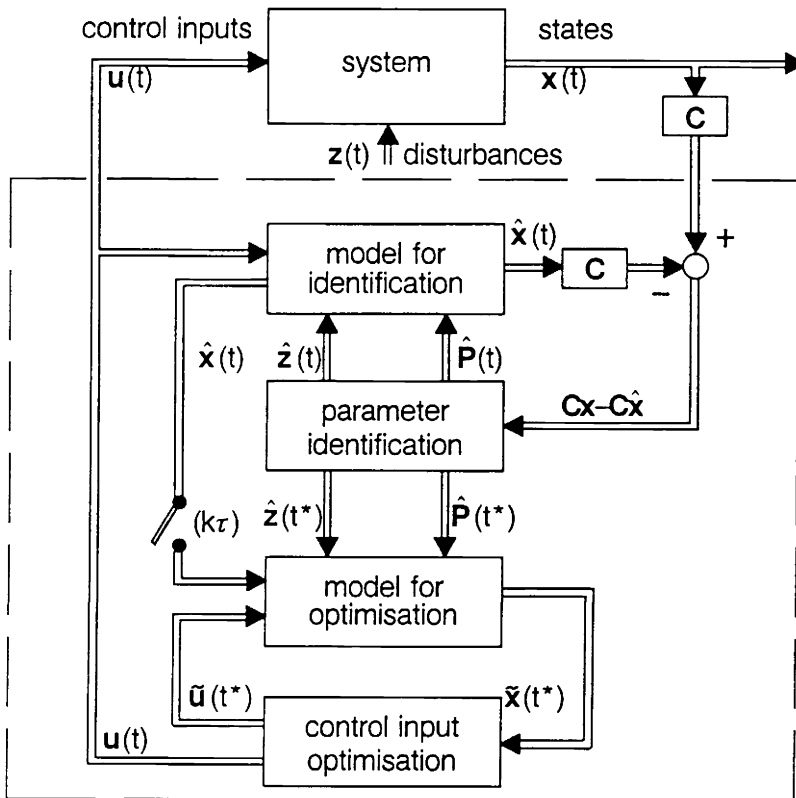 control inputs
states
system
u(t)
x(t)
C
z(t)
disturbances
model for
identification
x̂(t)
C
+
−
x̂(t)
ẑ(t)
P̂(t)
parameter
identification
Cx−Cx̂
(kτ)
ẑ(t*)
P̂(t*)
model for
optimisation
ũ(t*)
x̃(t*)
u(t)
control input
optimisation